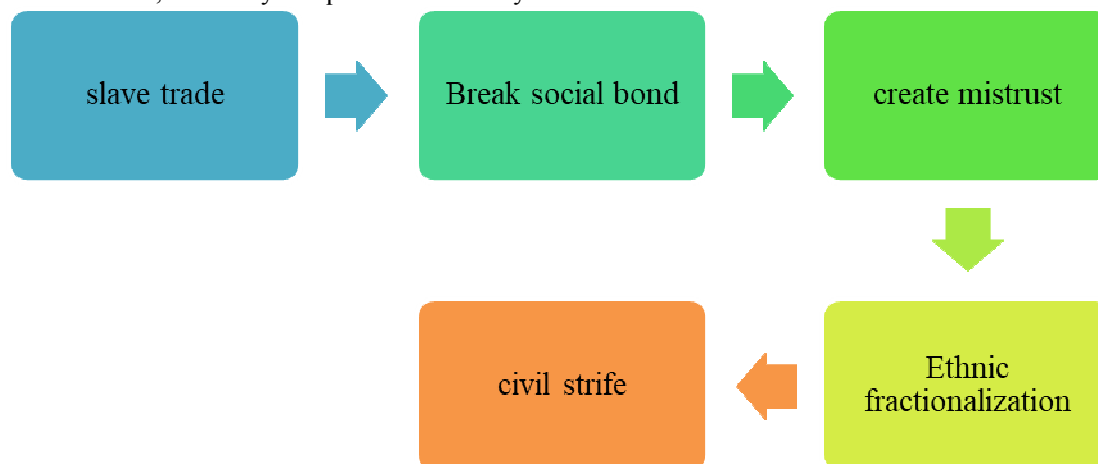 slave trade
Break social bond
create mistrust
Ethnic
fractionalization
civil strife